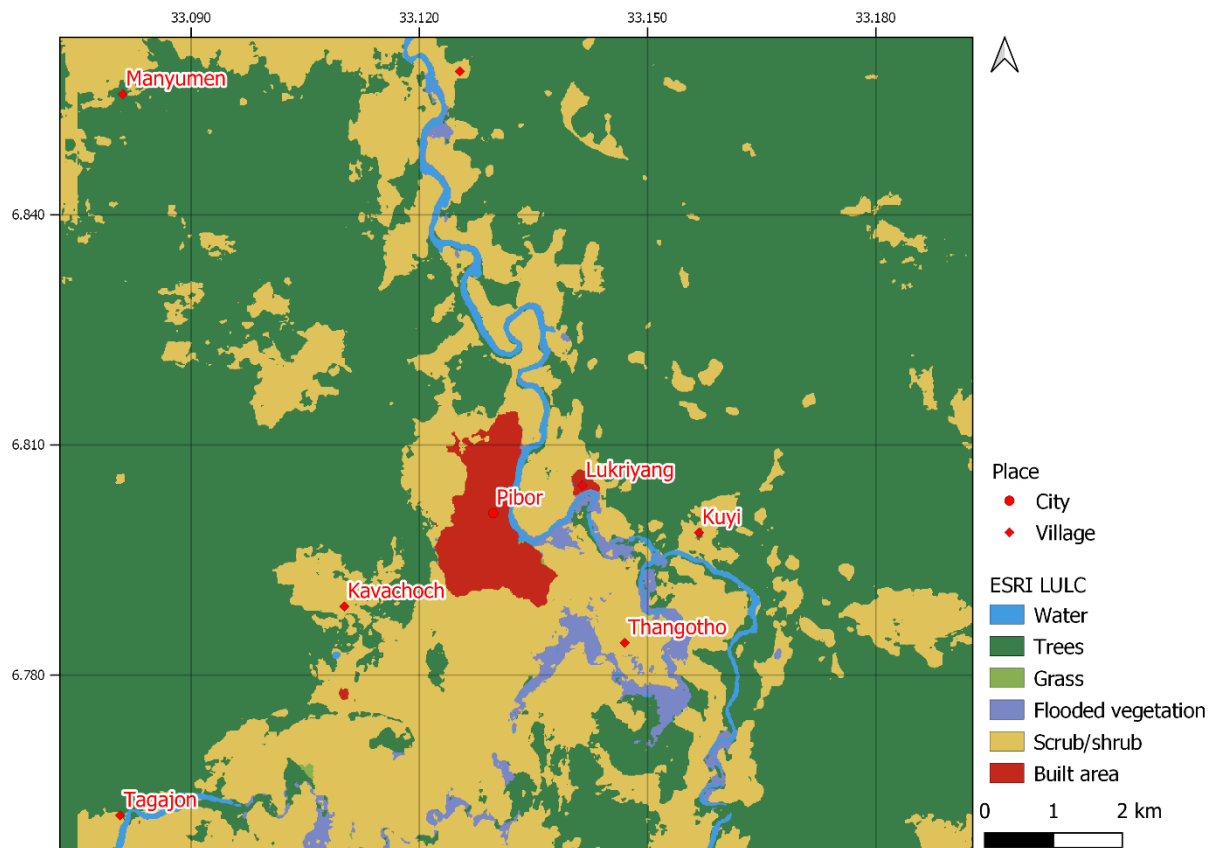 33.090
33.120
33.150
33.180
Manyumen
6.840
6.810
Lukriyang
Pibor
Kuyi
Kavachoch
Thangotho
6.780
Tagajon
Place
City
Village
ESRI LULC
Water
Trees
Grass
Flooded vegetation
Scrub/shrub
Built area
0 1 2 km